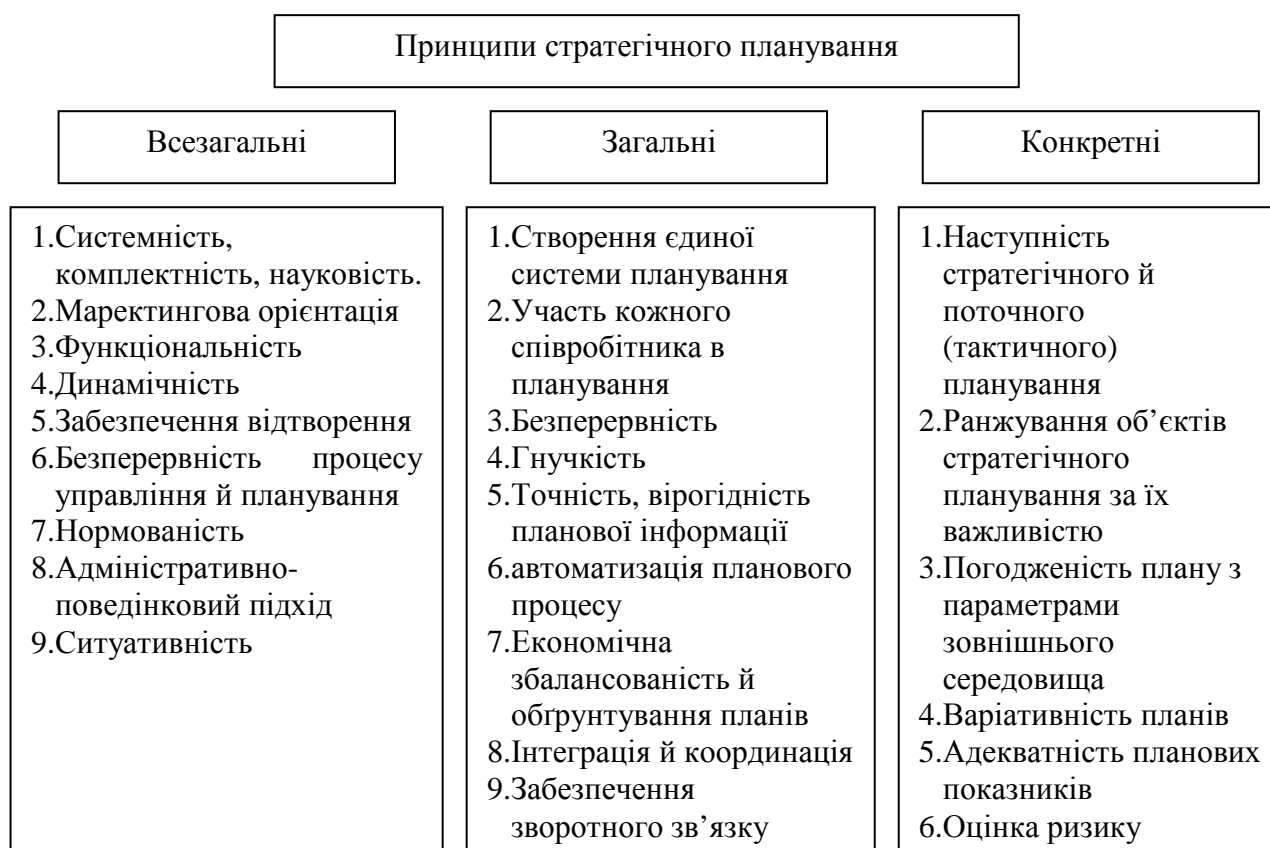 Принципи стратегічного планування
Всезагальні
Загальні
Конкретні
1.Системність,
комплектність, науковість.
2.Маректингова орієнтація
3.Функціональність
4.Динамічність
5.Забезпечення відтворення
6.Безперервність процесу
управління й планування
7.Нормованість
8.Адміністративно-
поведінковий підхід
9.Ситуативність
1.Створення єдиної
системи планування
2.Участь кожного
співробітника в
планування
3.Безперервність
4.Гнучкість
5.Точність, вірогідність
планової інформації
6.автоматизація планового
процесу
7.Економічна
збалансованість й
обґрунтування планів
8.Інтеграція й координація
9.Забезпечення
зворотного зв’язку
1.Наступність
стратегічного й
поточного
(тактичного)
планування
2.Ранжування об’єктів
стратегічного
планування за їх
важливістю
3.Погодженість плану з
параметрами
зовнішнього
середовища
4.Варіативність планів
5.Адекватність планових
показників
6.Оцінка ризику